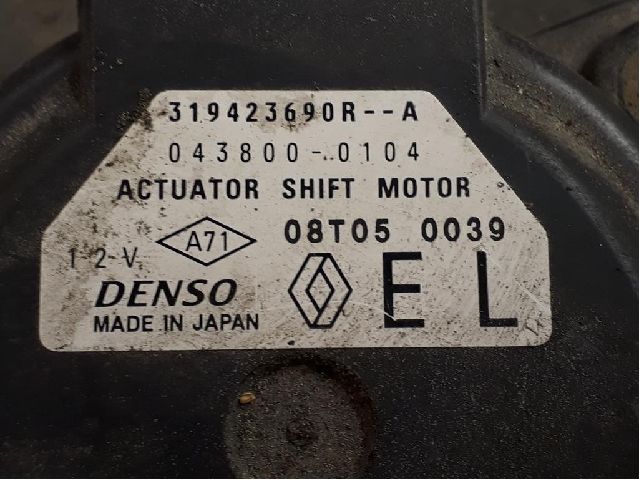 319423690R--A
043800-0104
ACTUATOR SHIFT MOTOR
A71 08T05 0039
12V
DENSO
MADE IN JAPAN
E L